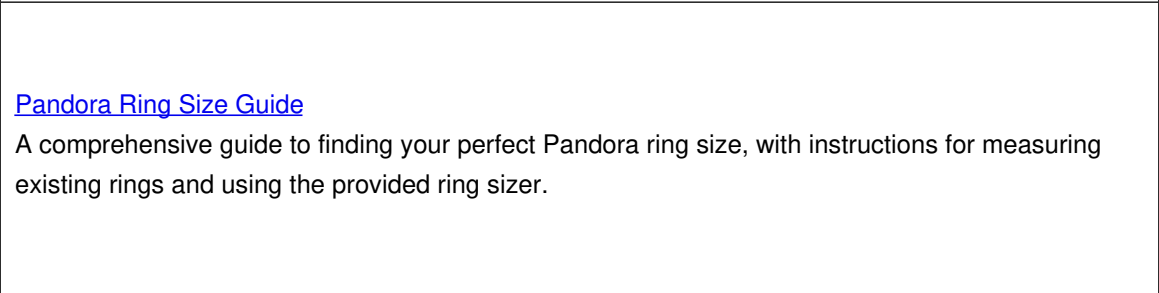 Pandora Ring Size Guide
A comprehensive guide to finding your perfect Pandora ring size, with instructions for measuring
existing rings and using the provided ring sizer.